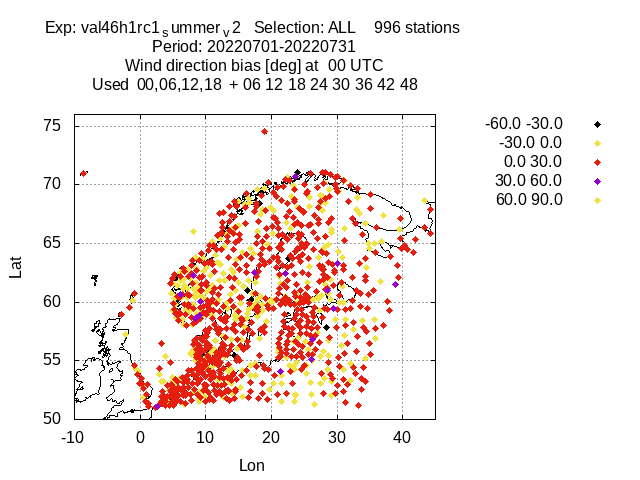 Exp: val46h1rc1ₛummerᵥ2 Selection: ALL 996 stations
Period: 20220701-20220731
Wind direction bias [deg] at 00 UTC
Used 00,06,12,18 + 06 12 18 24 30 36 42 48
-60.0 -30.0
-30.0 0.0
0.0 30.0
30.0 60.0
60.0 90.0
75
70
65
60
55
50
Lat
-10 0 10 20 30 40
Lon